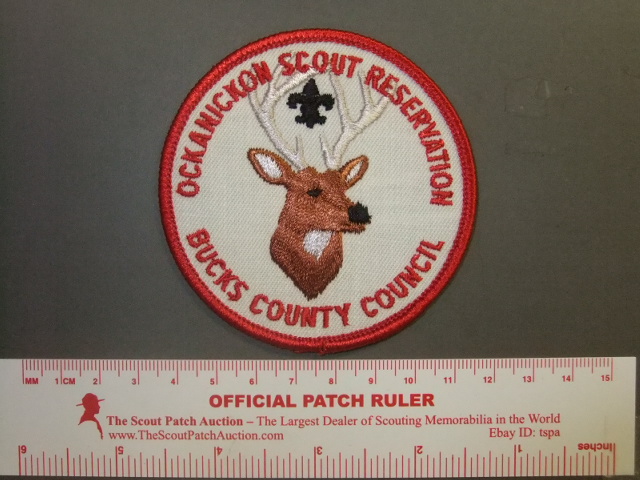 OCKANICKON SCOUT RESERVATION
BUCKS COUNTY COUNCIL
MM 1 CM 2 3 4 5 6 7 8 9 10 11 12 13 14 15
OFFICIAL PATCH RULER
The Scout Patch Auction – The Largest Dealer of Scouting Memorabilia in the World
www.TheScoutPatchAuction.com Ebay ID: tspa
6 5 4 3 2 1 Inches